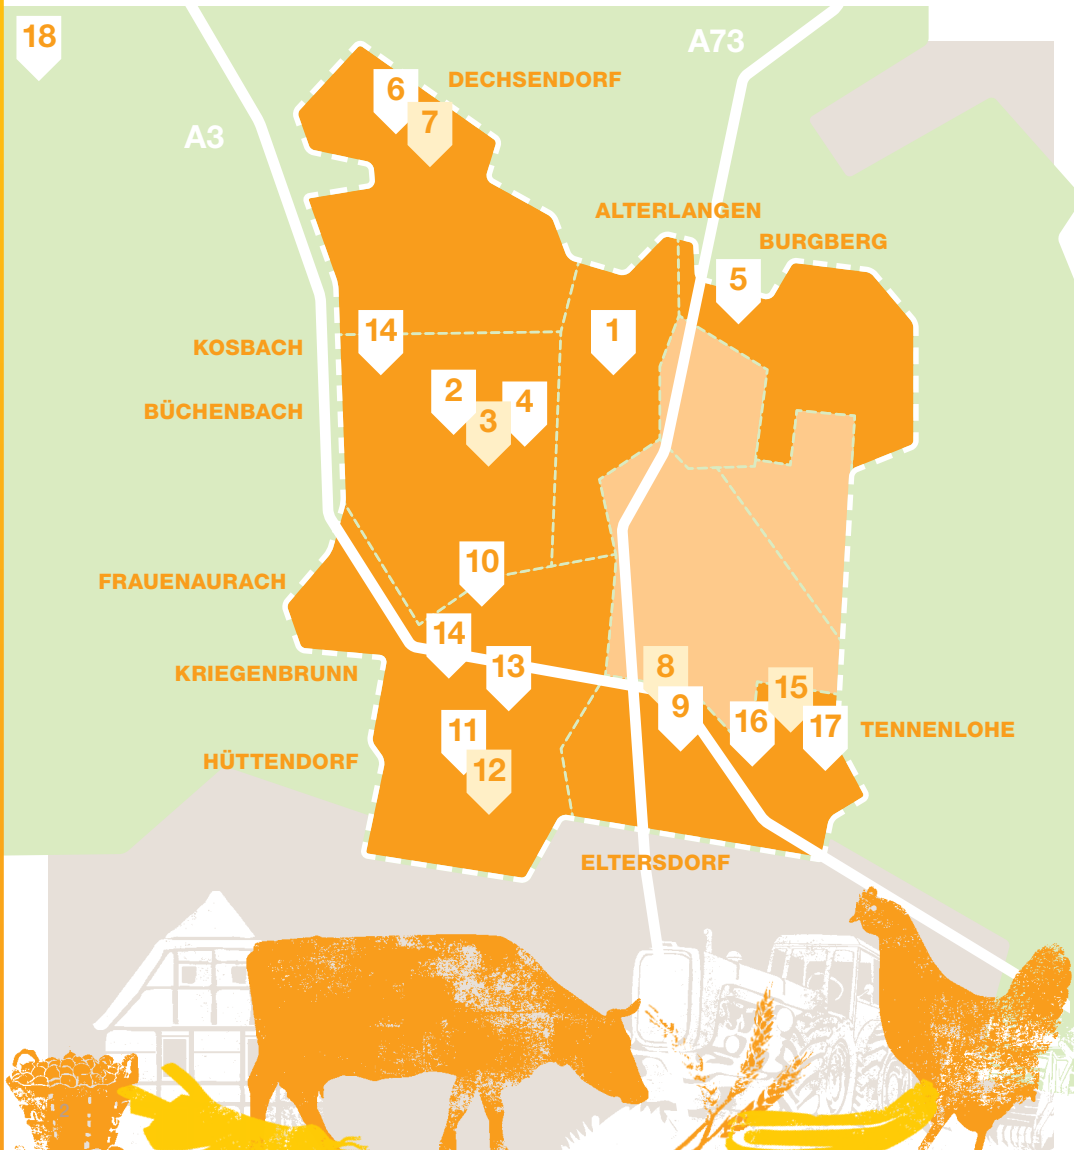 18
A73
6
DECHSENDORF
7
A3
ALTERLANGEN
BURGBERG
5
14
1
KOSBACH
2
4
BÜCHENBACH
3
10
FRAUENAURACH
14
13
8
KRIEGENBRUNN
15
9
16
17
TENNENLOHE
11
HÜTTENDORF
12
ELTERSDORF
2